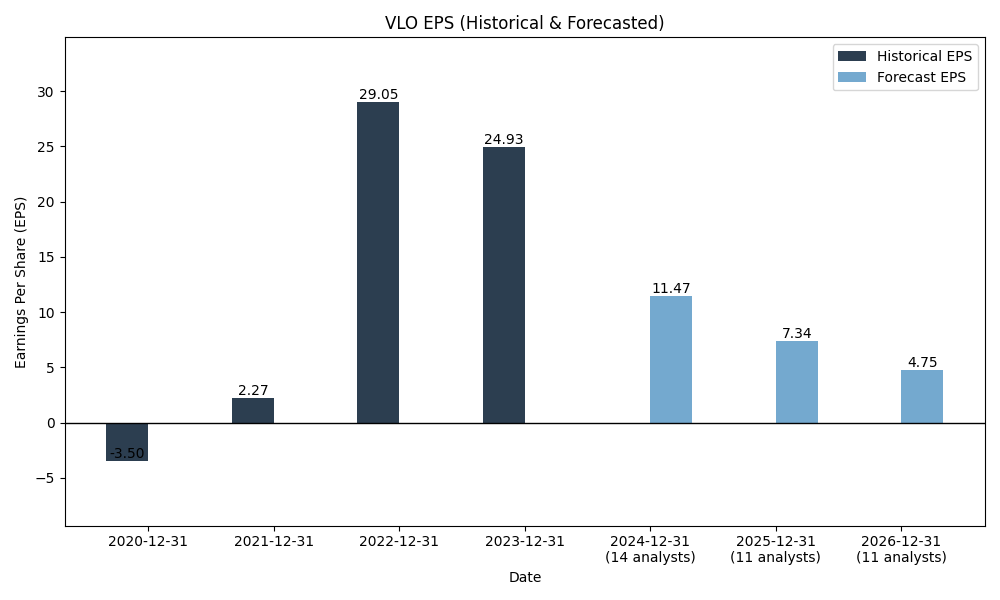 VLO EPS (Historical & Forecasted)
Historical EPS
Forecast EPS
Earnings Per Share (EPS)
30
25
20
15
10
5
0
−5
-3.50
2.27
29.05
24.93
11.47
7.34
4.75
2020-12-31
2021-12-31
2022-12-31
2023-12-31
2024-12-31
(14 analysts)
2025-12-31
(11 analysts)
2026-12-31
(11 analysts)
Date